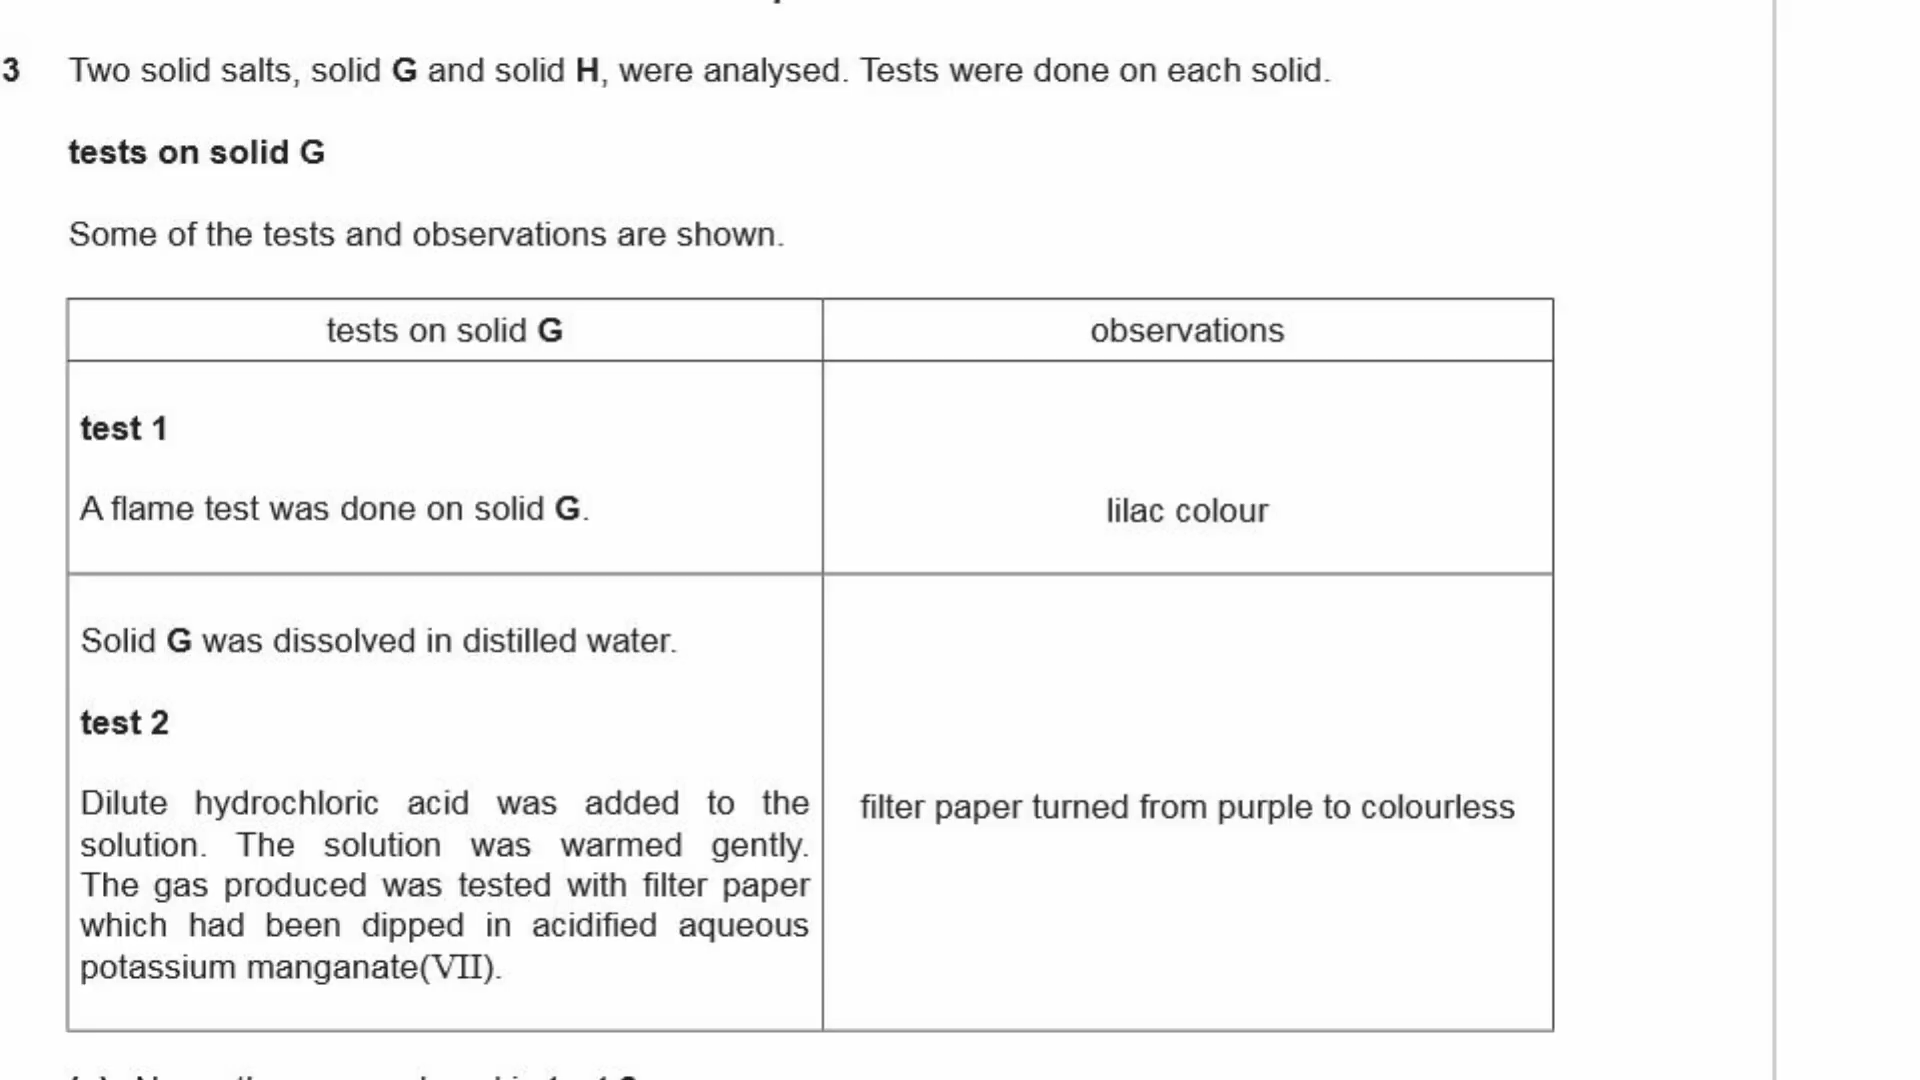 3 Two solid salts, solid G and solid H, were analysed. Tests were done on each solid.
tests on solid G
Some of the tests and observations are shown.
tests on solid G
observations
test 1
A flame test was done on solid G.
lilac colour
Solid G was dissolved in distilled water.
test 2
Dilute hydrochloric acid was added to the
solution. The solution was warmed gently.
The gas produced was tested with filter paper
which had been dipped in acidified aqueous
potassium manganate(VII).
filter paper turned from purple to colourless